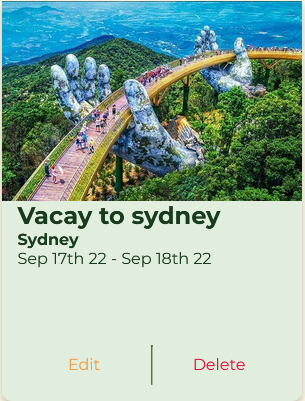 Vacay to sydney
Sydney
Sep 17th 22 - Sep 18th 22
Edit
Delete